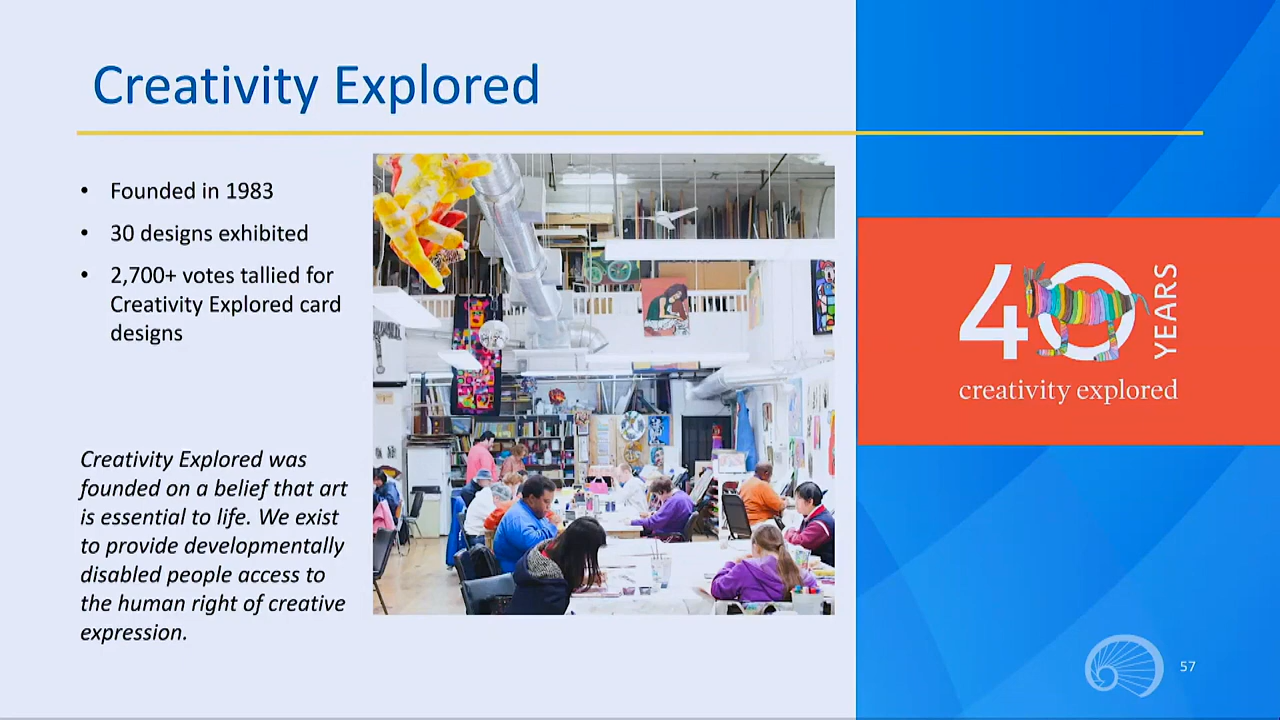 Creativity Explored
• Founded in 1983
• 30 designs exhibited
• 2,700+ votes tallied for
Creativity Explored card
designs
Creativity Explored was
founded on a belief that art
is essential to life. We exist
to provide developmentally
disabled people access to
the human right of creative
expression.
40
YEARS
creativity explored
57